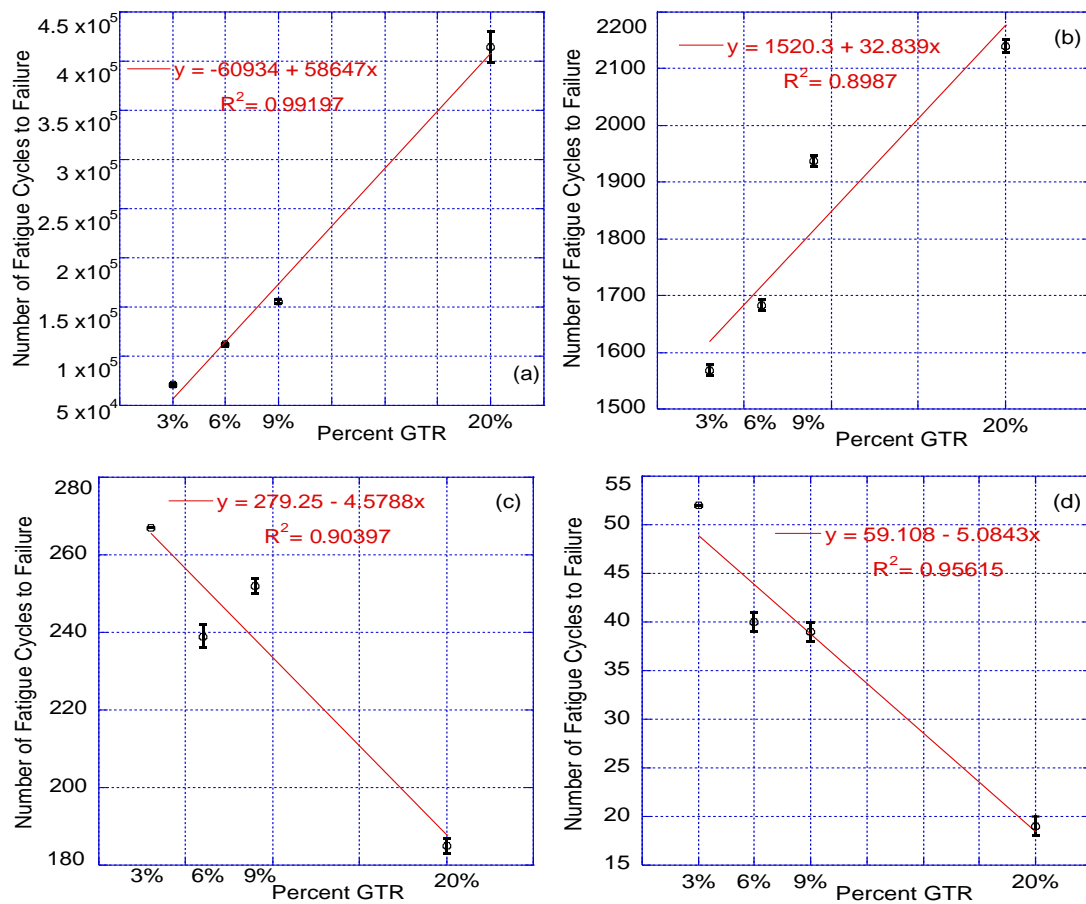 Number of Fatigue Cycles to Failure
4.5 x10^5
4 x10^5
3.5 x10^5
3 x10^5
2.5 x10^5
2 x10^5
1.5 x10^5
1 x10^5
5 x10^4
y = -60934 + 58647x
R^2= 0.99197
(a)
3% 6% 9% 20%
Percent GTR
Number of Fatigue Cycles to Failure
2200
2100
2000
1900
1800
1700
1600
1500
y = 1520.3 + 32.839x
R^2= 0.8987
(b)
3% 6% 9% 20%
Percent GTR
Number of Fatigue Cycles to Failure
280
260
240
220
200
180
y = 279.25 - 4.5788x
R^2= 0.90397
(c)
3% 6% 9% 20%
Percent GTR
Number of Fatigue Cycles to Failure
55
50
45
40
35
30
25
20
15
y = 59.108 - 5.0843x
R^2= 0.95615
(d)
3% 6% 9% 20%
Percent GTR